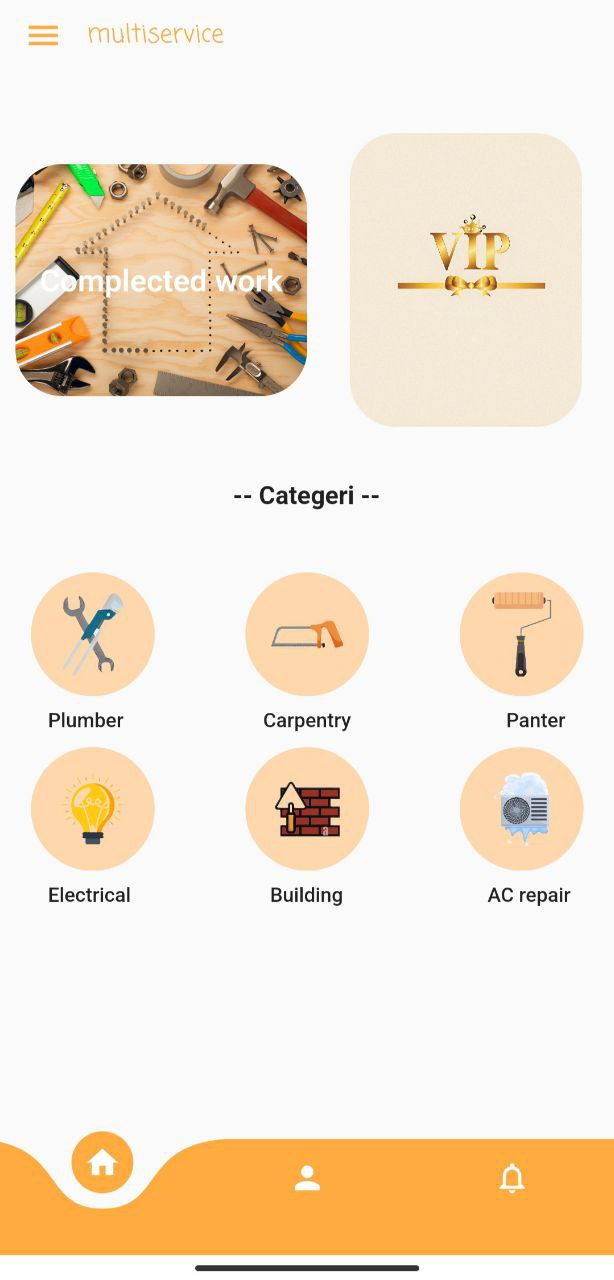 multiservice
Complected work
VIP
-- Categeri --
Plumber
Carpentry
Panter
Electrical
Building
AC repair